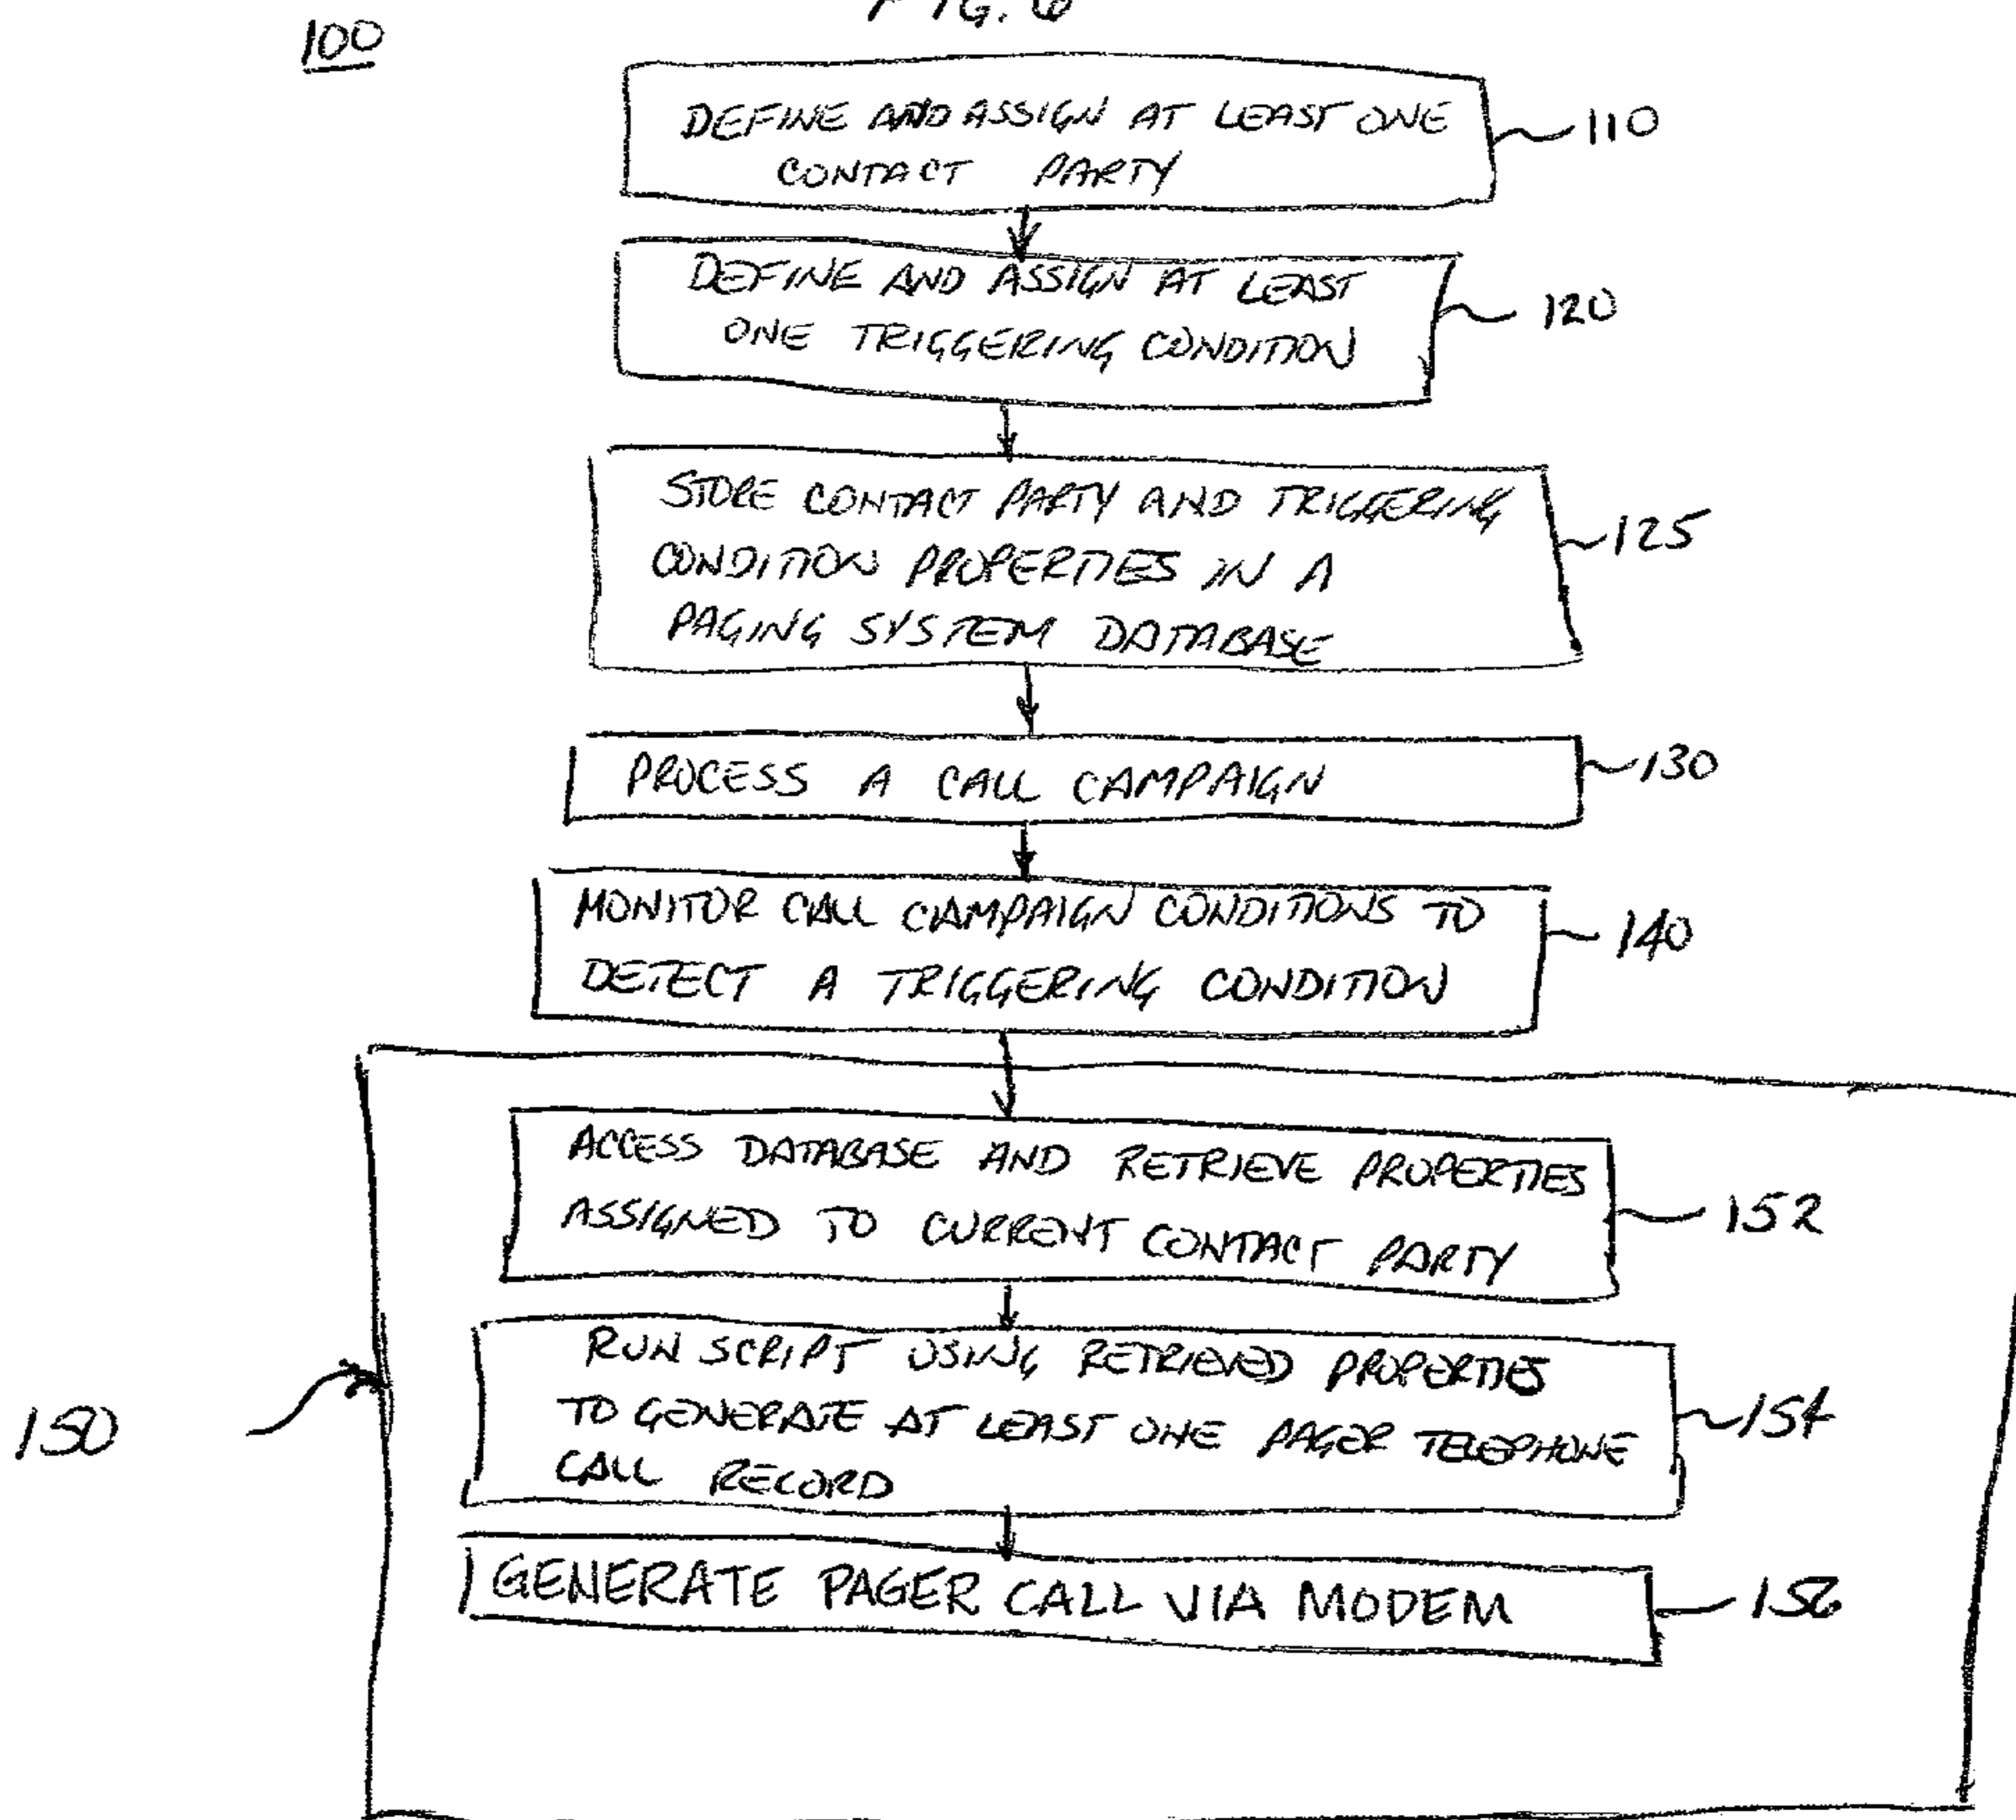 FIG. 6
100
DEFINE AND ASSIGN AT LEAST ONE
CONTACT PARTY
110
DEFINE AND ASSIGN AT LEAST
ONE TRIGGERING CONDITION
120
STORE CONTACT PARTY AND TRIGGERING
CONDITION PROPERTIES IN A
PAGING SYSTEM DATABASE
125
PROCESS A CALL CAMPAIGN
130
MONITOR CALL CAMPAIGN CONDITIONS TO
DETECT A TRIGGERING CONDITION
140
ACCESS DATABASE AND RETRIEVE PROPERTIES
ASSIGNED TO CURRENT CONTACT PARTY
152
RUN SCRIPT USING RETRIEVED PROPERTIES
TO GENERATE AT LEAST ONE PAGER TELEPHONE
CALL RECORD
154
150
GENERATE PAGER CALL VIA MODEM
156